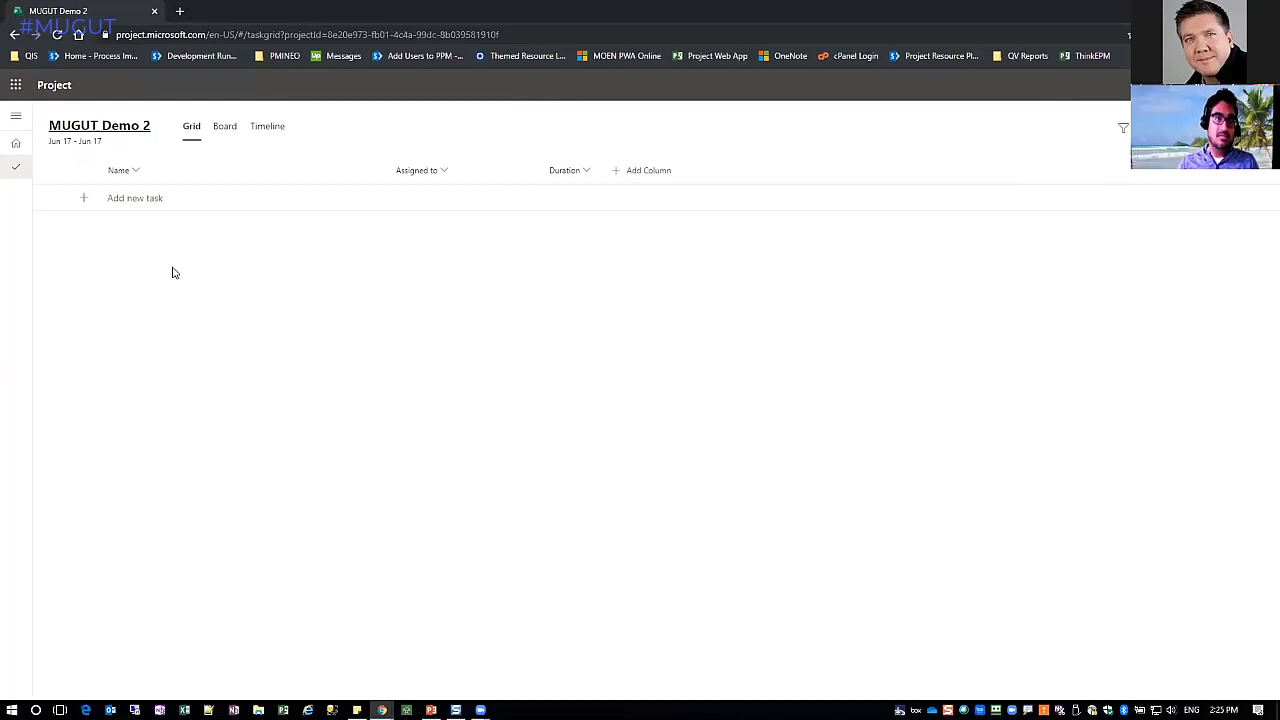 MUGUT Demo 2
#MUGUT
project.microsoft.com/en-US/#/taskgrid?projectId=8e20e973-fb01-4c4a-99dc-8b039581910f
QIS Home - Process Im... Development Run... PMINEO Messages Add Users to PPM -... Themed Resource L... MOEN PWA Online Project Web App OneNote cPanel Login Project Resource Pl... QV Reports ThinkEPM
Project
MUGUT Demo 2 Grid Board Timeline
Jun 17 - Jun 17
Name Assigned to Duration Add Column
Add new task
ENG 2:25 PM